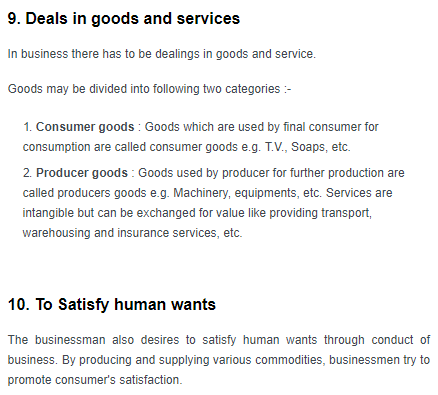 9. Deals in goods and services
In business there has to be dealings in goods and service.
Goods may be divided into following two categories :-
1. Consumer goods : Goods which are used by final consumer for
consumption are called consumer goods e.g. T.V., Soaps, etc.
2. Producer goods : Goods used by producer for further production are
called producers goods e.g. Machinery, equipments, etc. Services are
intangible but can be exchanged for value like providing transport,
warehousing and insurance services, etc.
10. To Satisfy human wants
The businessman also desires to satisfy human wants through conduct of
business. By producing and supplying various commodities, businessmen try to
promote consumer's satisfaction.